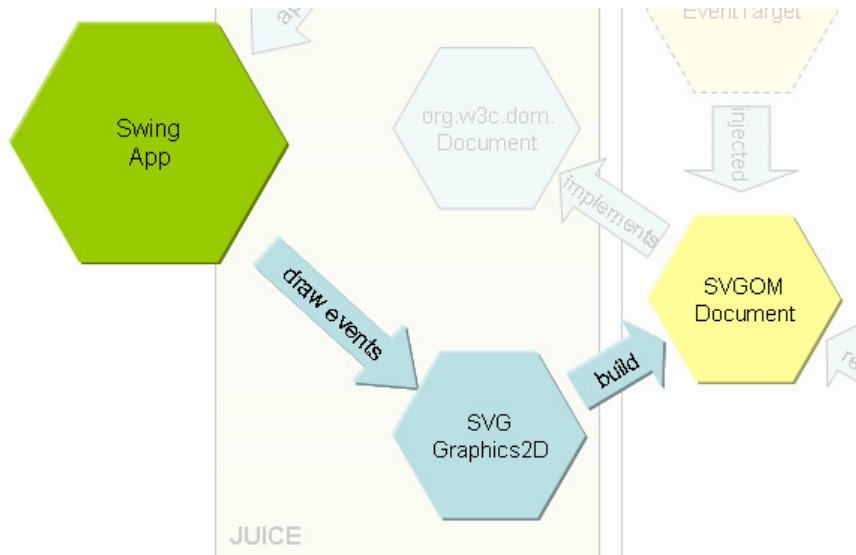 EventTarget
Swing
App
org.w3c.dom.
Document
injected
implements
SVGOM
Document
draw events
build
SVG
Graphics2D
JUICE